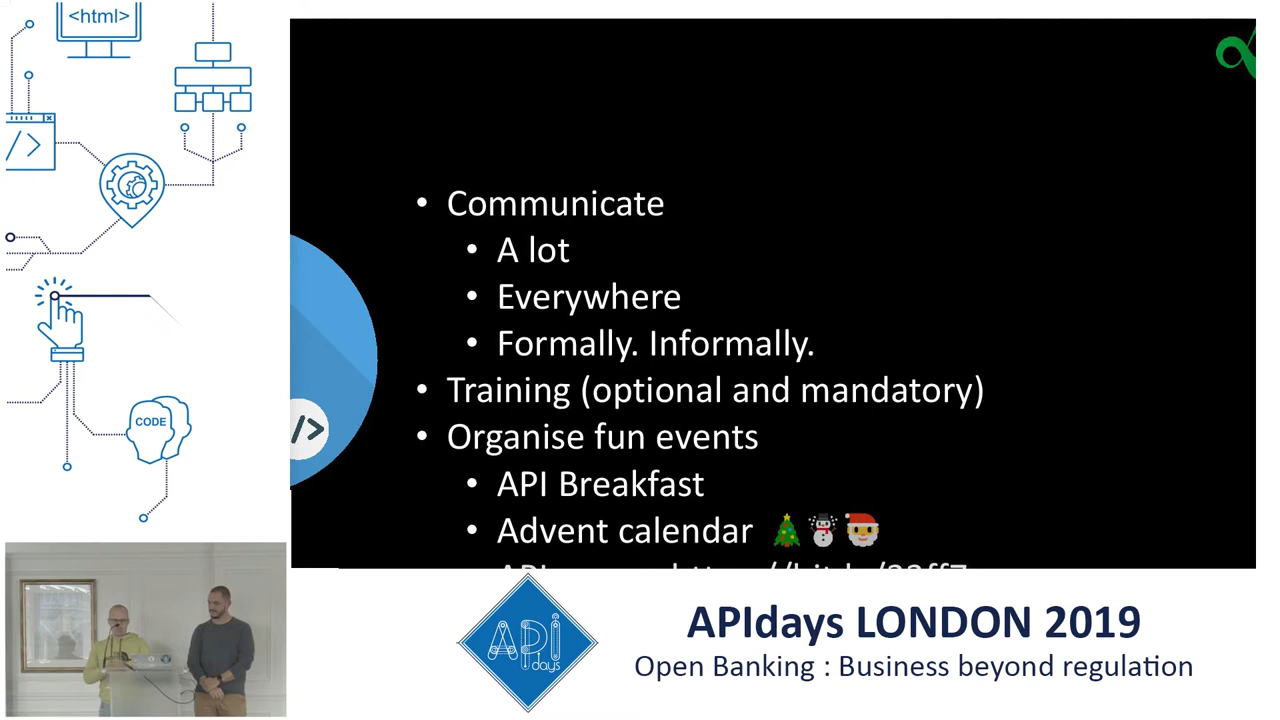 <html>
</>
CODE
</>
• Communicate
• A lot
• Everywhere
• Formally. Informally.
• Training (optional and mandatory)
• Organise fun events
• API Breakfast
• Advent calendar 🎄☃️🎅
API
days
APIdays LONDON 2019
Open Banking : Business beyond regulation